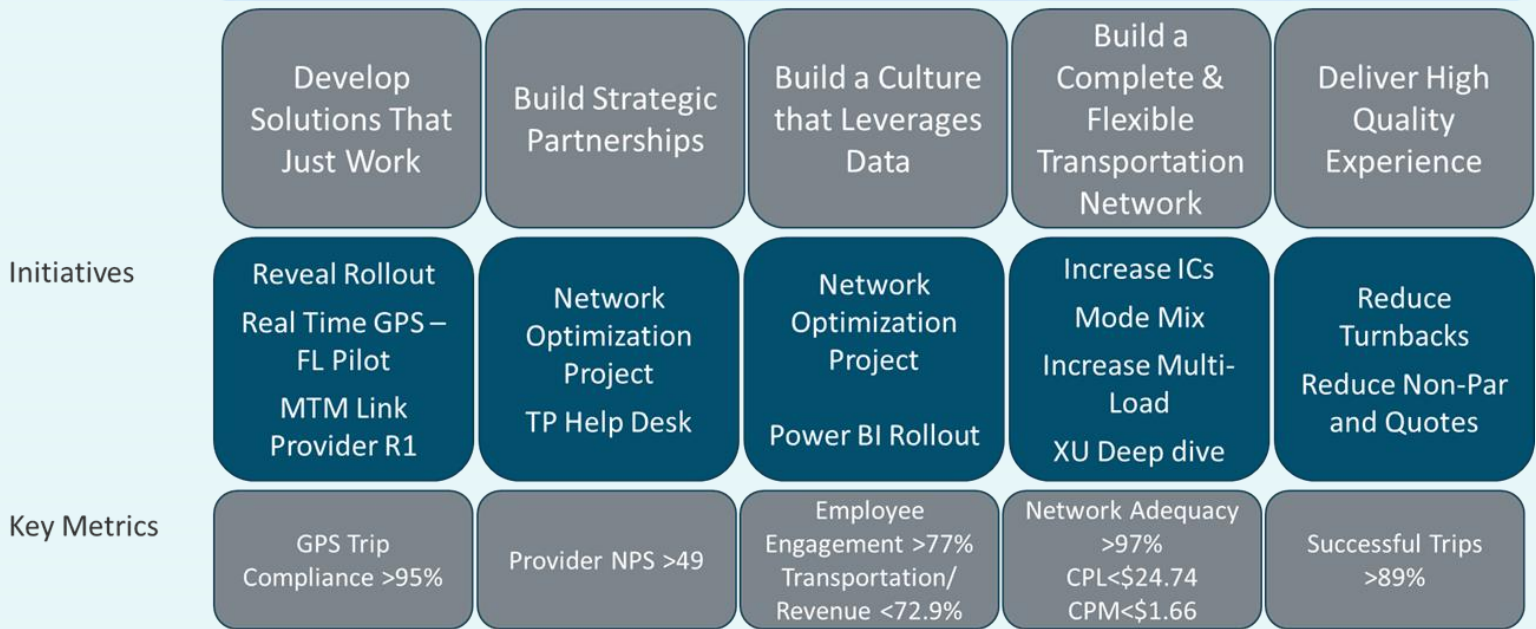 Develop
Solutions That
Just Work
Build Strategic
Partnerships
Build a Culture
that Leverages
Data
Build a
Complete &
Flexible
Transportation
Network
Deliver High
Quality
Experience
Initiatives
Reveal Rollout
Real Time GPS –
FL Pilot
MTM Link
Provider R1
Network
Optimization
Project
TP Help Desk
Network
Optimization
Project
Power BI Rollout
Increase ICs
Mode Mix
Increase Multi-
Load
XU Deep dive
Reduce
Turnbacks
Reduce Non-Par
and Quotes
Key Metrics
GPS Trip
Compliance >95%
Provider NPS >49
Employee
Engagement >77%
Transportation/
Revenue <72.9%
Network Adequacy
>97%
CPL<$24.74
CPM<$1.66
Successful Trips
>89%